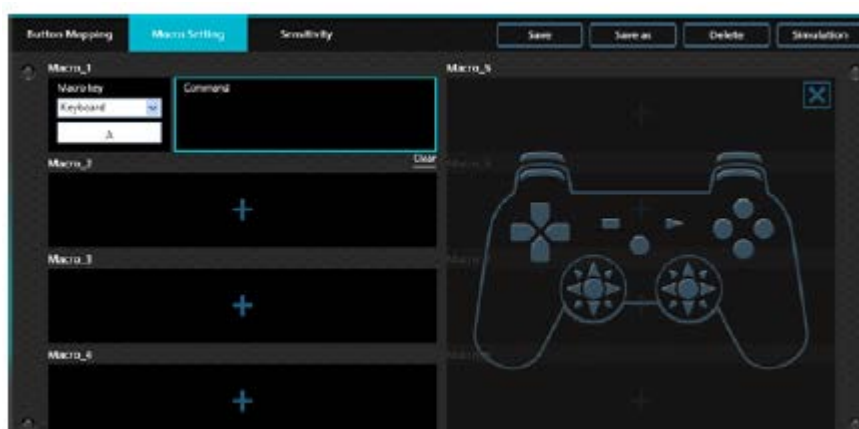 Button Mapping Macro Setting Sensitivity Save Save as Delete Simulation
Macro_1 Macro_5
Macro key Command
Keyboard
A
Macro_2 Clear
Macro_3
Macro_4